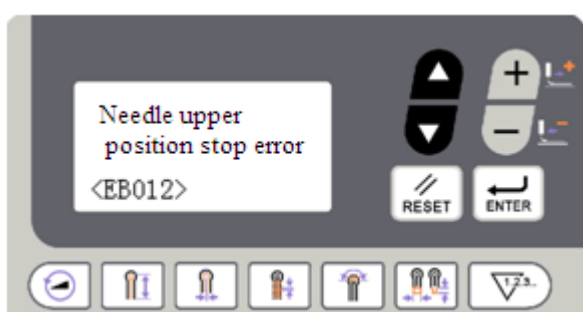 Needle upper
position stop error
<EB012>
RESET
ENTER
1.2.3..